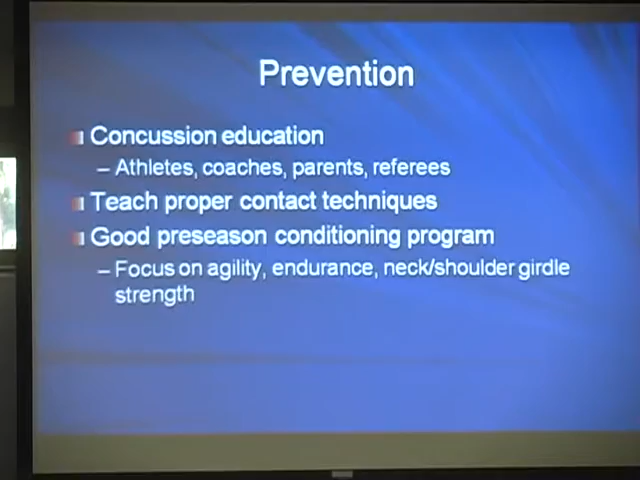 Prevention
Concussion education
– Athletes, coaches, parents, referees
Teach proper contact techniques
Good preseason conditioning program
– Focus on agility, endurance, neck/shoulder girdle
strength